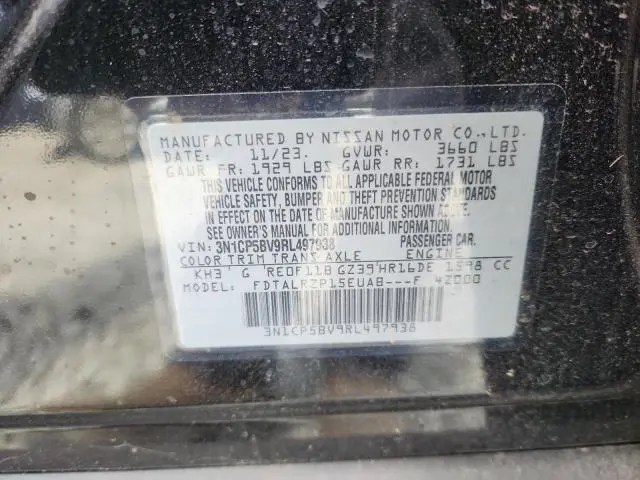 MANUFACTURED BY NISSAN MOTOR CO.,LTD.
DATE: 11/23. GVWR: 3660 LBS
GAWR FR: 1929 LBS GAWR RR: 1731 LBS
THIS VEHICLE CONFORMS TO ALL APPLICABLE FEDERAL MOTOR
VEHICLE SAFETY, BUMPER AND THEFT PREVENTION STANDARDS
IN EFFECT ON THE DATE OF MANUFACTURE SHOWN ABOVE.
SEE OWNER'S MANUAL FOR ADDITIONAL INFORMATION.
VIN: 3N1CP5BV9RL497938 PASSENGER CAR.
COLOR TRIM TRANS AXLE ENGINE
KH3 G RE0F11B GZ39 HR16DE 1598 CC
MODEL: FDTALRZP15EUAB---F 42000
3N1CP5BV9RL497938